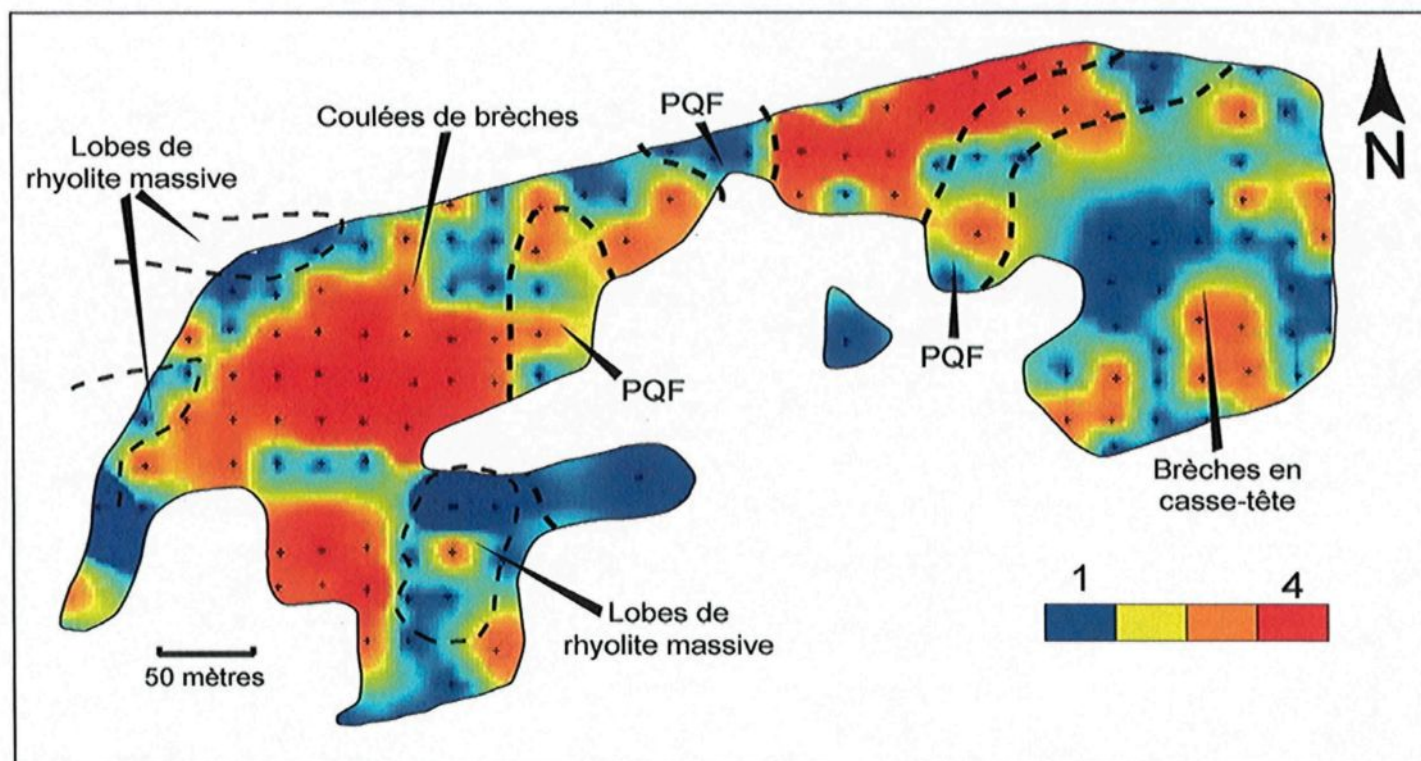 PQF
Coulées de brèches
Lobes de
rhyolite massive
N
PQF
PQF
Brèches en
casse-tête
1 4
Lobes de
rhyolite massive
50 mètres